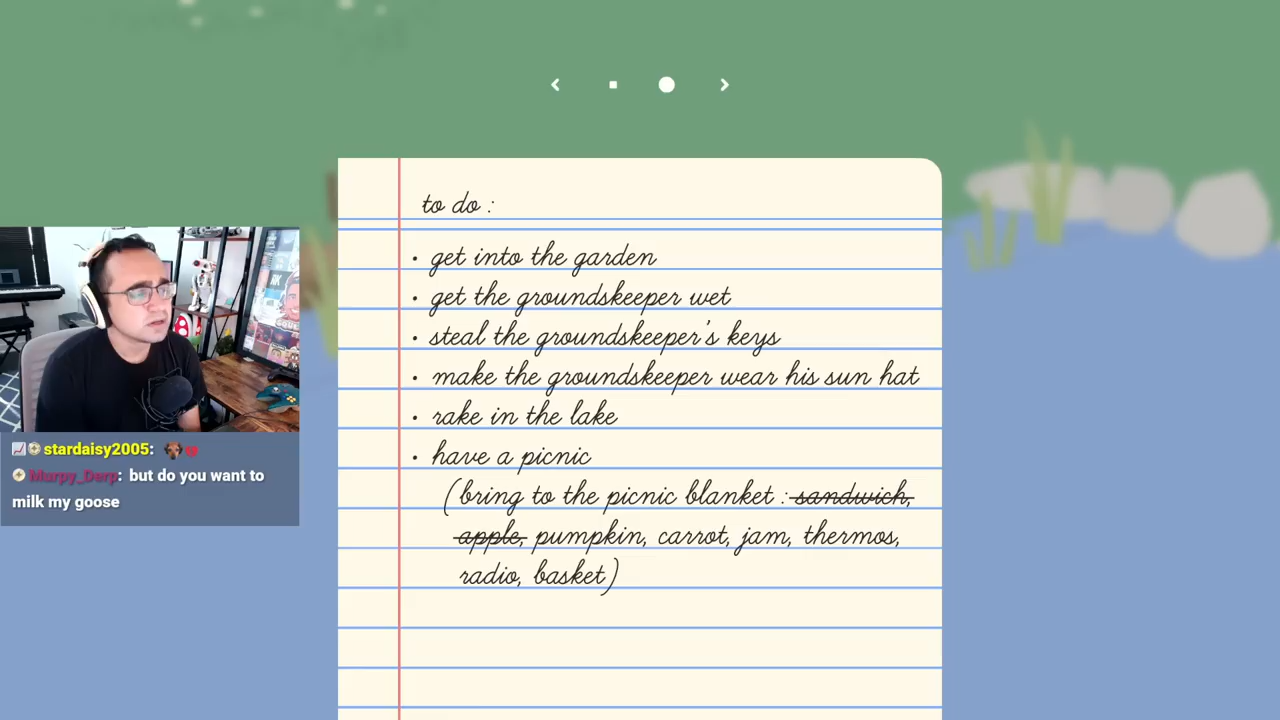 to do :
• get into the garden
• get the groundskeeper wet
• steal the groundskeeper's keys
• make the groundskeeper wear his sun hat
• rake in the lake
• have a picnic
(bring to the picnic blanket : sandwich,
apple, pumpkin, carrot, jam, thermos,
radio, basket)
stardaisy2005:
Murpy_Derp: but do you want to
milk my goose